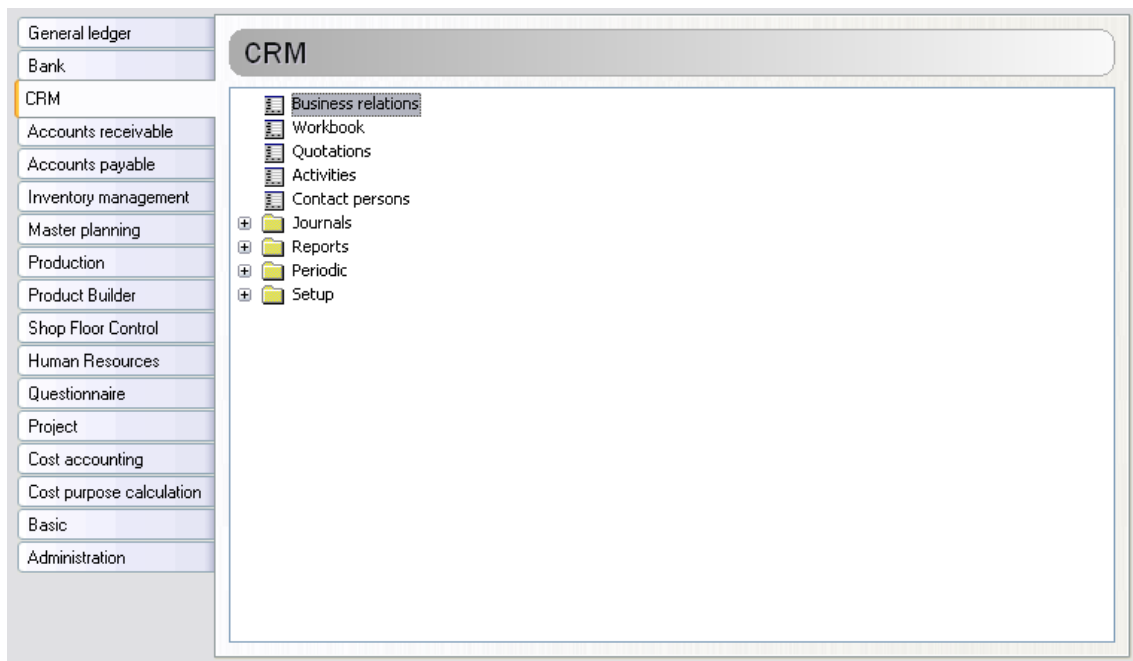 General ledger
Bank
CRM
Accounts receivable
Accounts payable
Inventory management
Master planning
Production
Product Builder
Shop Floor Control
Human Resources
Questionnaire
Project
Cost accounting
Cost purpose calculation
Basic
Administration
CRM
Business relations
Workbook
Quotations
Activities
Contact persons
Journals
Reports
Periodic
Setup